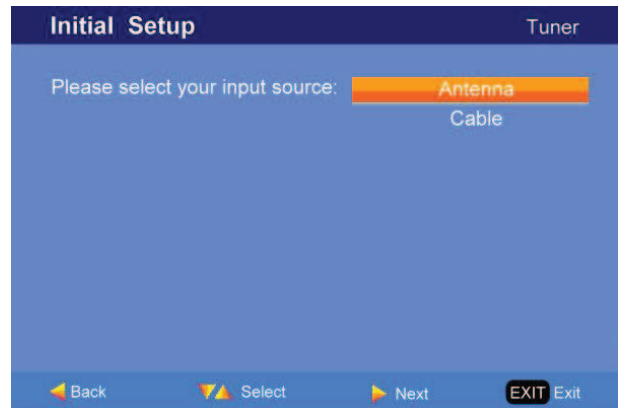 Initial Setup Tuner
Please select your input source: Antenna
Cable
Back Select Next EXIT Exit